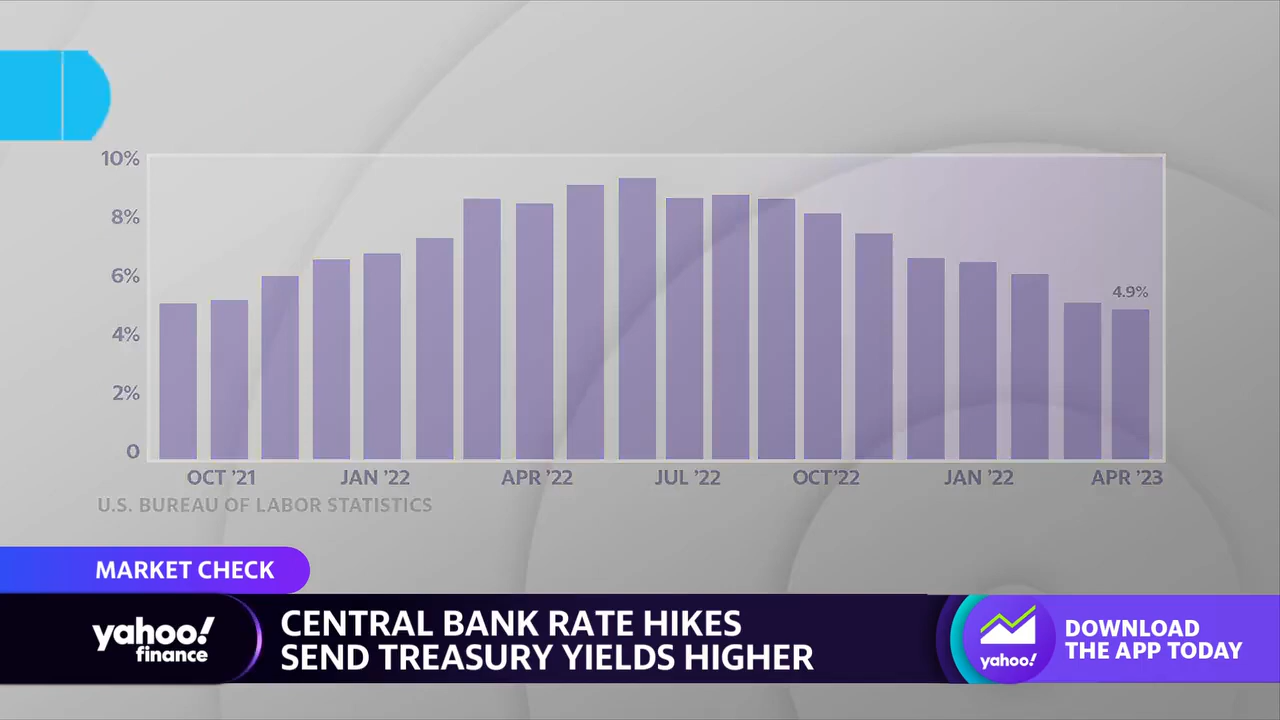 10%
8%
6%
4%
2%
0
4.9%
OCT '21 JAN '22 APR '22 JUL '22 OCT'22 JAN '22 APR '23
U.S. BUREAU OF LABOR STATISTICS
MARKET CHECK
yahoo!
finance
CENTRAL BANK RATE HIKES
SEND TREASURY YIELDS HIGHER
yahoo!
DOWNLOAD
THE APP TODAY